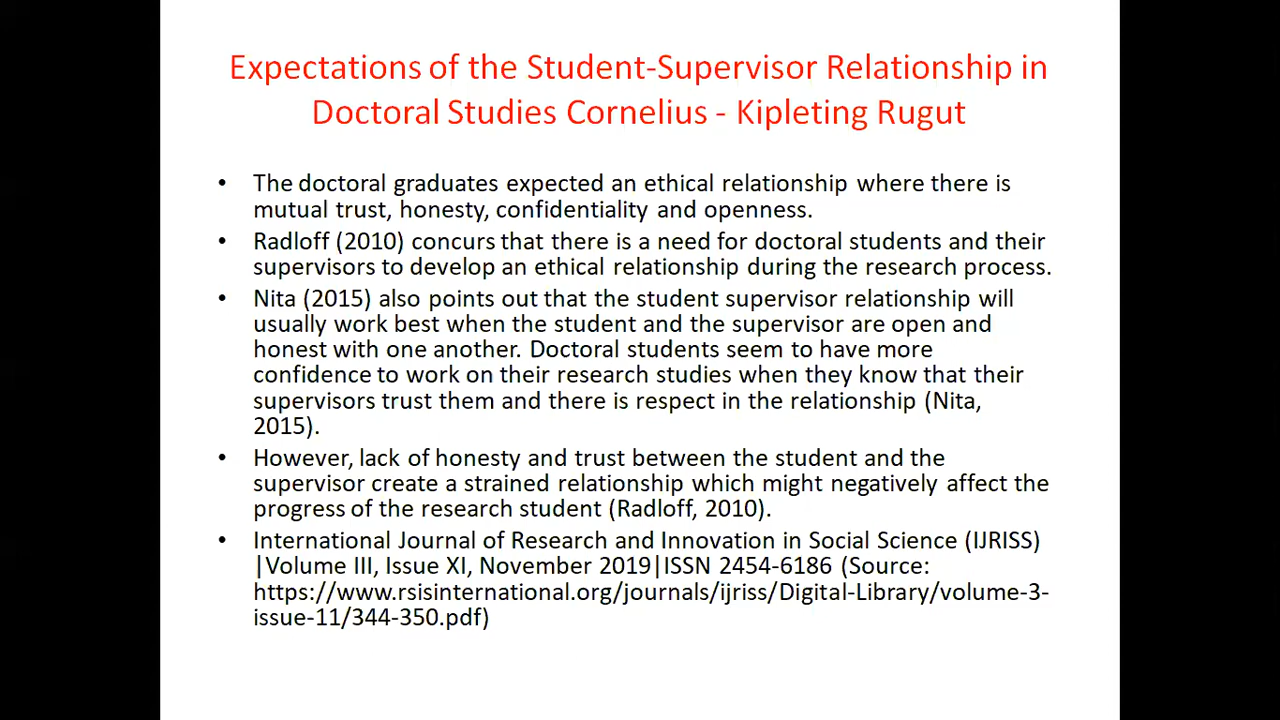 Expectations of the Student-Supervisor Relationship in
Doctoral Studies Cornelius - Kipleting Rugut
• The doctoral graduates expected an ethical relationship where there is
mutual trust, honesty, confidentiality and openness.
• Radloff (2010) concurs that there is a need for doctoral students and their
supervisors to develop an ethical relationship during the research process.
• Nita (2015) also points out that the student supervisor relationship will
usually work best when the student and the supervisor are open and
honest with one another. Doctoral students seem to have more
confidence to work on their research studies when they know that their
supervisors trust them and there is respect in the relationship (Nita,
2015).
• However, lack of honesty and trust between the student and the
supervisor create a strained relationship which might negatively affect the
progress of the research student (Radloff, 2010).
• International Journal of Research and Innovation in Social Science (IJRISS)
|Volume III, Issue XI, November 2019|ISSN 2454-6186 (Source:
https://www.rsisinternational.org/journals/ijriss/Digital-Library/volume-3-
issue-11/344-350.pdf)